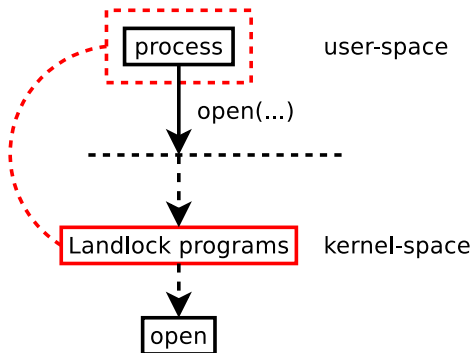 process
user-space
open(...)
Landlock programs
kernel-space
open